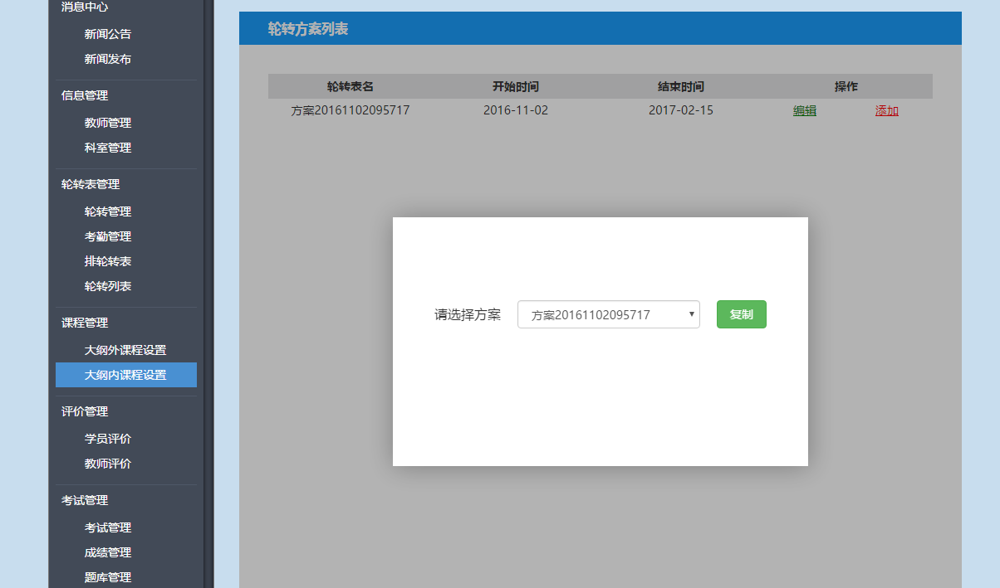 消息中心
新闻公告
新闻发布
信息管理
教师管理
科室管理
轮转表管理
轮转管理
考勤管理
排轮转表
轮转列表
课程管理
大纲外课程设置
大纲内课程设置
评价管理
学员评价
教师评价
考试管理
考试管理
成绩管理
题库管理
轮转方案列表
轮转表名 开始时间 结束时间 操作
方案20161102095717 2016-11-02 2017-02-15 编辑 添加
请选择方案 方案20161102095717 复制